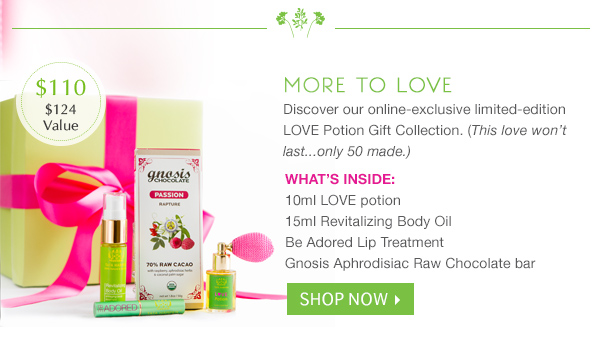 $110
$124
Value
MORE TO LOVE
Discover our online-exclusive limited-edition
LOVE Potion Gift Collection. (This love won't
last...only 50 made.)
WHAT'S INSIDE:
10ml LOVE potion
15ml Revitalizing Body Oil
Be Adored Lip Treatment
Gnosis Aphrodisiac Raw Chocolate bar
SHOP NOW
gnosis
CHOCOLATE
PASSION
RAPTURE
70% RAW CACAO
ADORED